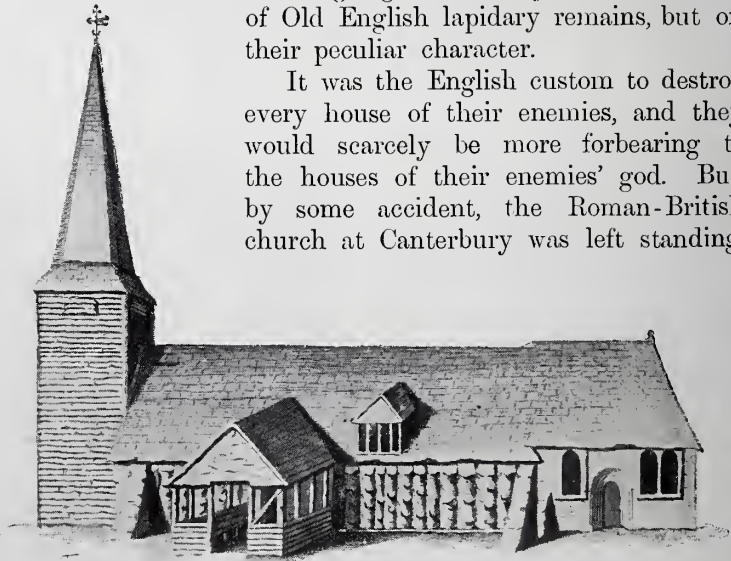 of Old English lapidary remains, but o
their peculiar character.
It was the English custom to destro
every house of their enemies, and the
would scarcely be more forbearing t
the houses of their enemies' god. Bu
by some accident, the Roman-Britis
church at Canterbury was left standing